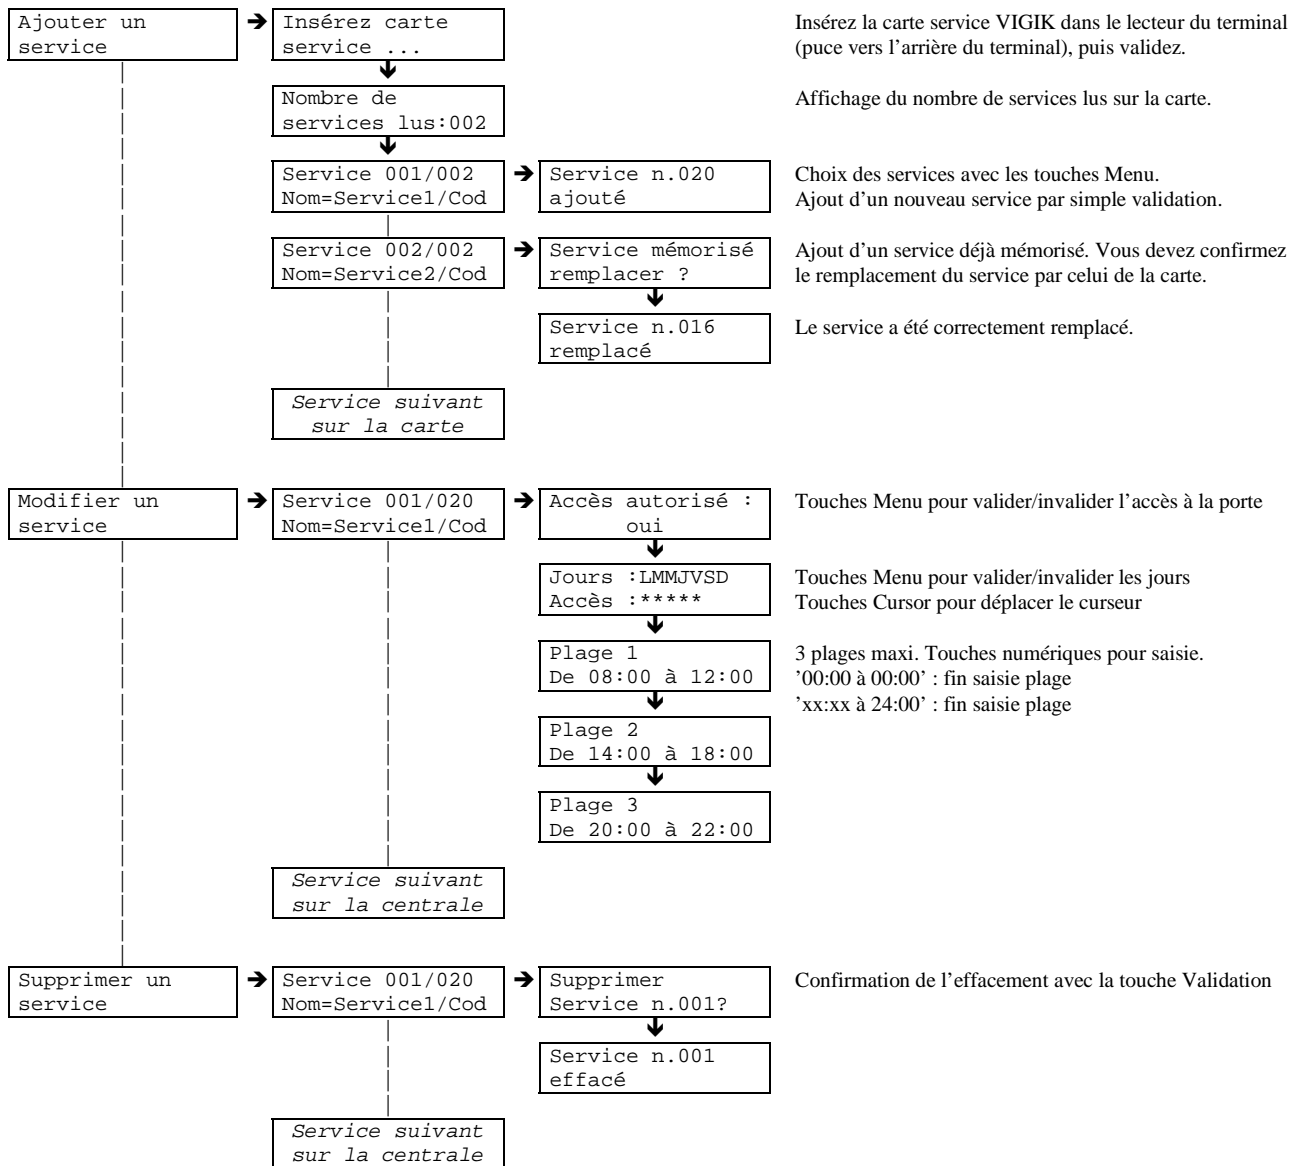 Ajouter un
service
Insérez carte
service ...
Insérez la carte service VIGIK dans le lecteur du terminal
(puce vers l’arrière du terminal), puis validez.
Nombre de
services lus:002
Affichage du nombre de services lus sur la carte.
Service 001/002
Nom=Service1/Cod
Service n.020
ajouté
Choix des services avec les touches Menu.
Ajout d’un nouveau service par simple validation.
Service 002/002
Nom=Service2/Cod
Service mémorisé
remplacer ?
Ajout d’un service déjà mémorisé. Vous devez confirmez
le remplacement du service par celui de la carte.
Service n.016
remplacé
Le service a été correctement remplacé.
Service suivant
sur la carte
Modifier un
service
Service 001/020
Nom=Service1/Cod
Accès autorisé :
oui
Touches Menu pour valider/invalider l’accès à la porte
Jours :LMMJVSD
Accès :*****
Touches Menu pour valider/invalider les jours
Touches Cursor pour déplacer le curseur
Plage 1
De 08:00 à 12:00
3 plages maxi. Touches numériques pour saisie.
’00:00 à 00:00’ : fin saisie plage
’xx:xx à 24:00’ : fin saisie plage
Plage 2
De 14:00 à 18:00
Plage 3
De 20:00 à 22:00
Service suivant
sur la centrale
Supprimer un
service
Service 001/020
Nom=Service1/Cod
Supprimer
Service n.001?
Confirmation de l’effacement avec la touche Validation
Service n.001
effacé
Service suivant
sur la centrale